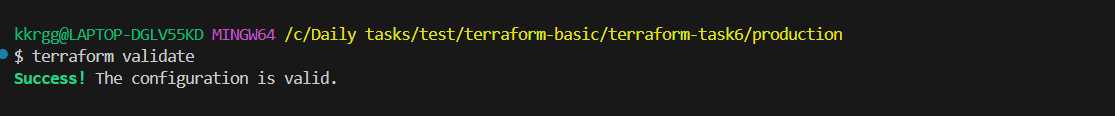 kkrgg@LAPTOP-DGLV55KD MINGW64 /c/Daily tasks/test/terraform-basic/terraform-task6/production
$ terraform validate
Success! The configuration is valid.